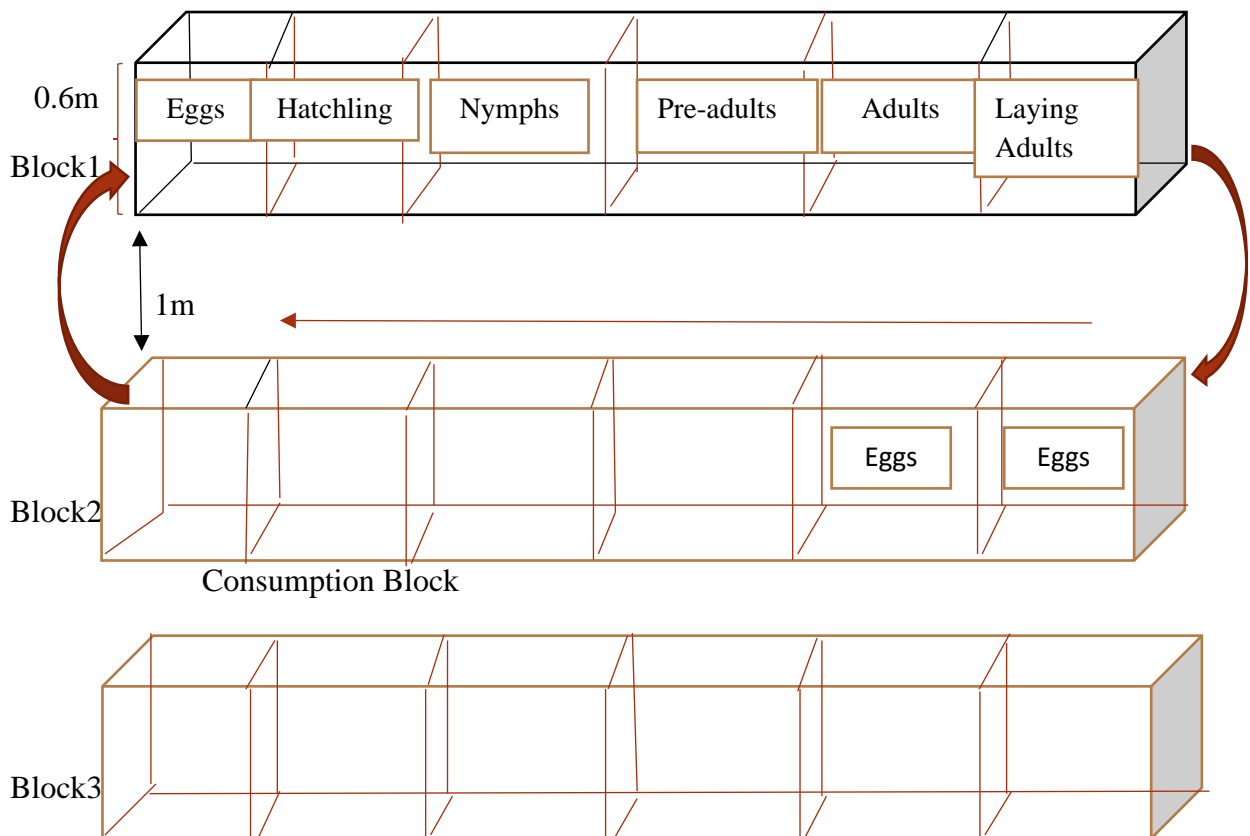 0.6m
Eggs
Hatchling
Nymphs
Pre-adults
Adults
Laying
Adults
Block1
1m
Eggs
Eggs
Block2
Consumption Block
Block3